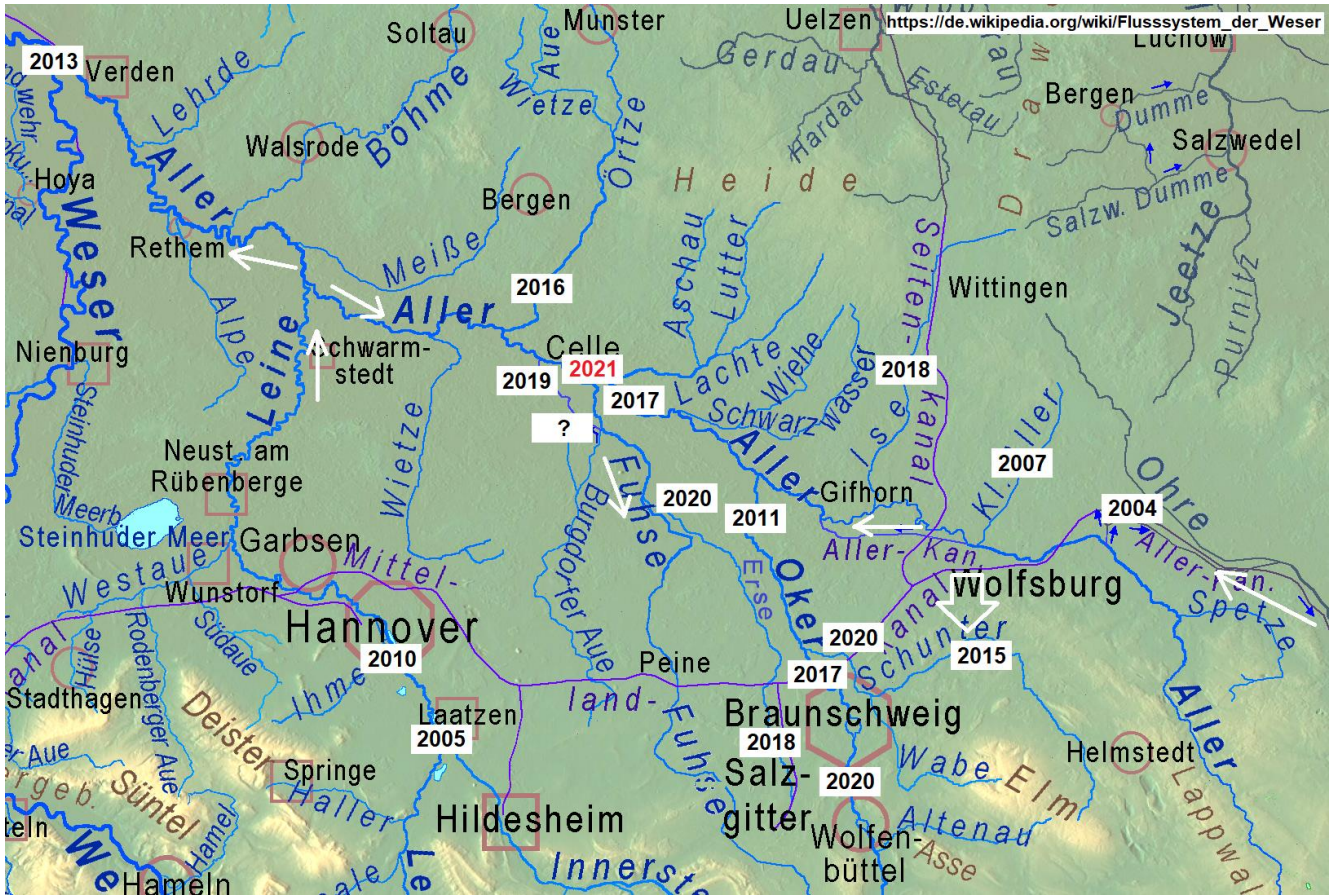 https://de.wikipedia.org/wiki/Flusssystem_der_Weser
Soltau
Munster
Uelzen
Lüchow
2013
Verden
Lehrde
Böhme
Aue
Wietze
Örtze
Gerdau
Hardau
Esterau
Bergen
Dumme
Salzwedel
Walsrode
Hoya
Weser
Aller
Rethem
Bergen
Heide
Salzw. Dumme
Jeetze
Purnitz
Meiße
Alpe
Aschau
Lutter
Seiten-
kanal
Wittingen
2016
Aller
Leine
Nienburg
Schwarm-
stedt
Celle
2021
2019
2017
Lachte
Wiehe
Schwarz
wasser
2018
Ise
?
Steinhuder
Meerb
Neust. am
Rübenberge
Wietze
Fuhse
Burgdorfer Aue
Aller
Gifhorn
Kl. Aller
2007
Ohre
2020
2011
2004
Steinhuder Meer
Garbsen
Mittel-
Aller-
Kan.
Aller-Kan.
Westaue
Wunstorf
Hannover
2010
Erse
Oker
Kanal
Wolfsburg
Spetze
Schunter
2020
2015
Kanal
Stadthagen
Hülse
Rodenberger Aue
Südaue
Ihme
Laatzen
2005
Peine
land-
2017
Braunschweig
Aller
Deister
Springe
Haller
Fuhse
2018
Salz-
gitter
2020
Wabe
Elm
Helmstedt
Lappwa
Süntel
Hamel
Hildesheim
Wolfen-
büttel
Altenau
Asse
Hameln
We
Le
Innerste